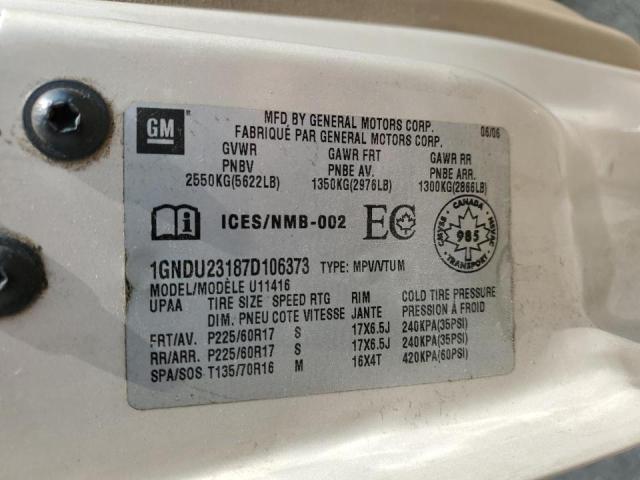 GM
MFD BY GENERAL MOTORS CORP. 06/06
FABRIQUÉ PAR GENERAL MOTORS CORP.
GVWR GAWR FRT GAWR RR
PNBV PNBE AV. PNBE ARR.
2550KG(5622LB) 1350KG(2976LB) 1300KG(2866LB)
i ICES/NMB-002 EC CANADA
CMVSS - NSVAC
985
TRANSPORT
1GNDU23187D106373 TYPE: MPV/VTUM
MODEL/MODÈLE U11416
UPAA TIRE SIZE SPEED RTG RIM COLD TIRE PRESSURE
DIM. PNEU COTE VITESSE JANTE PRESSION À FROID
FRT/AV. P225/60R17 S 17X6.5J 240KPA(35PSI)
RR/ARR. P225/60R17 S 17X6.5J 240KPA(35PSI)
SPA/SOS T135/70R16 M 16X4T 420KPA(60PSI)